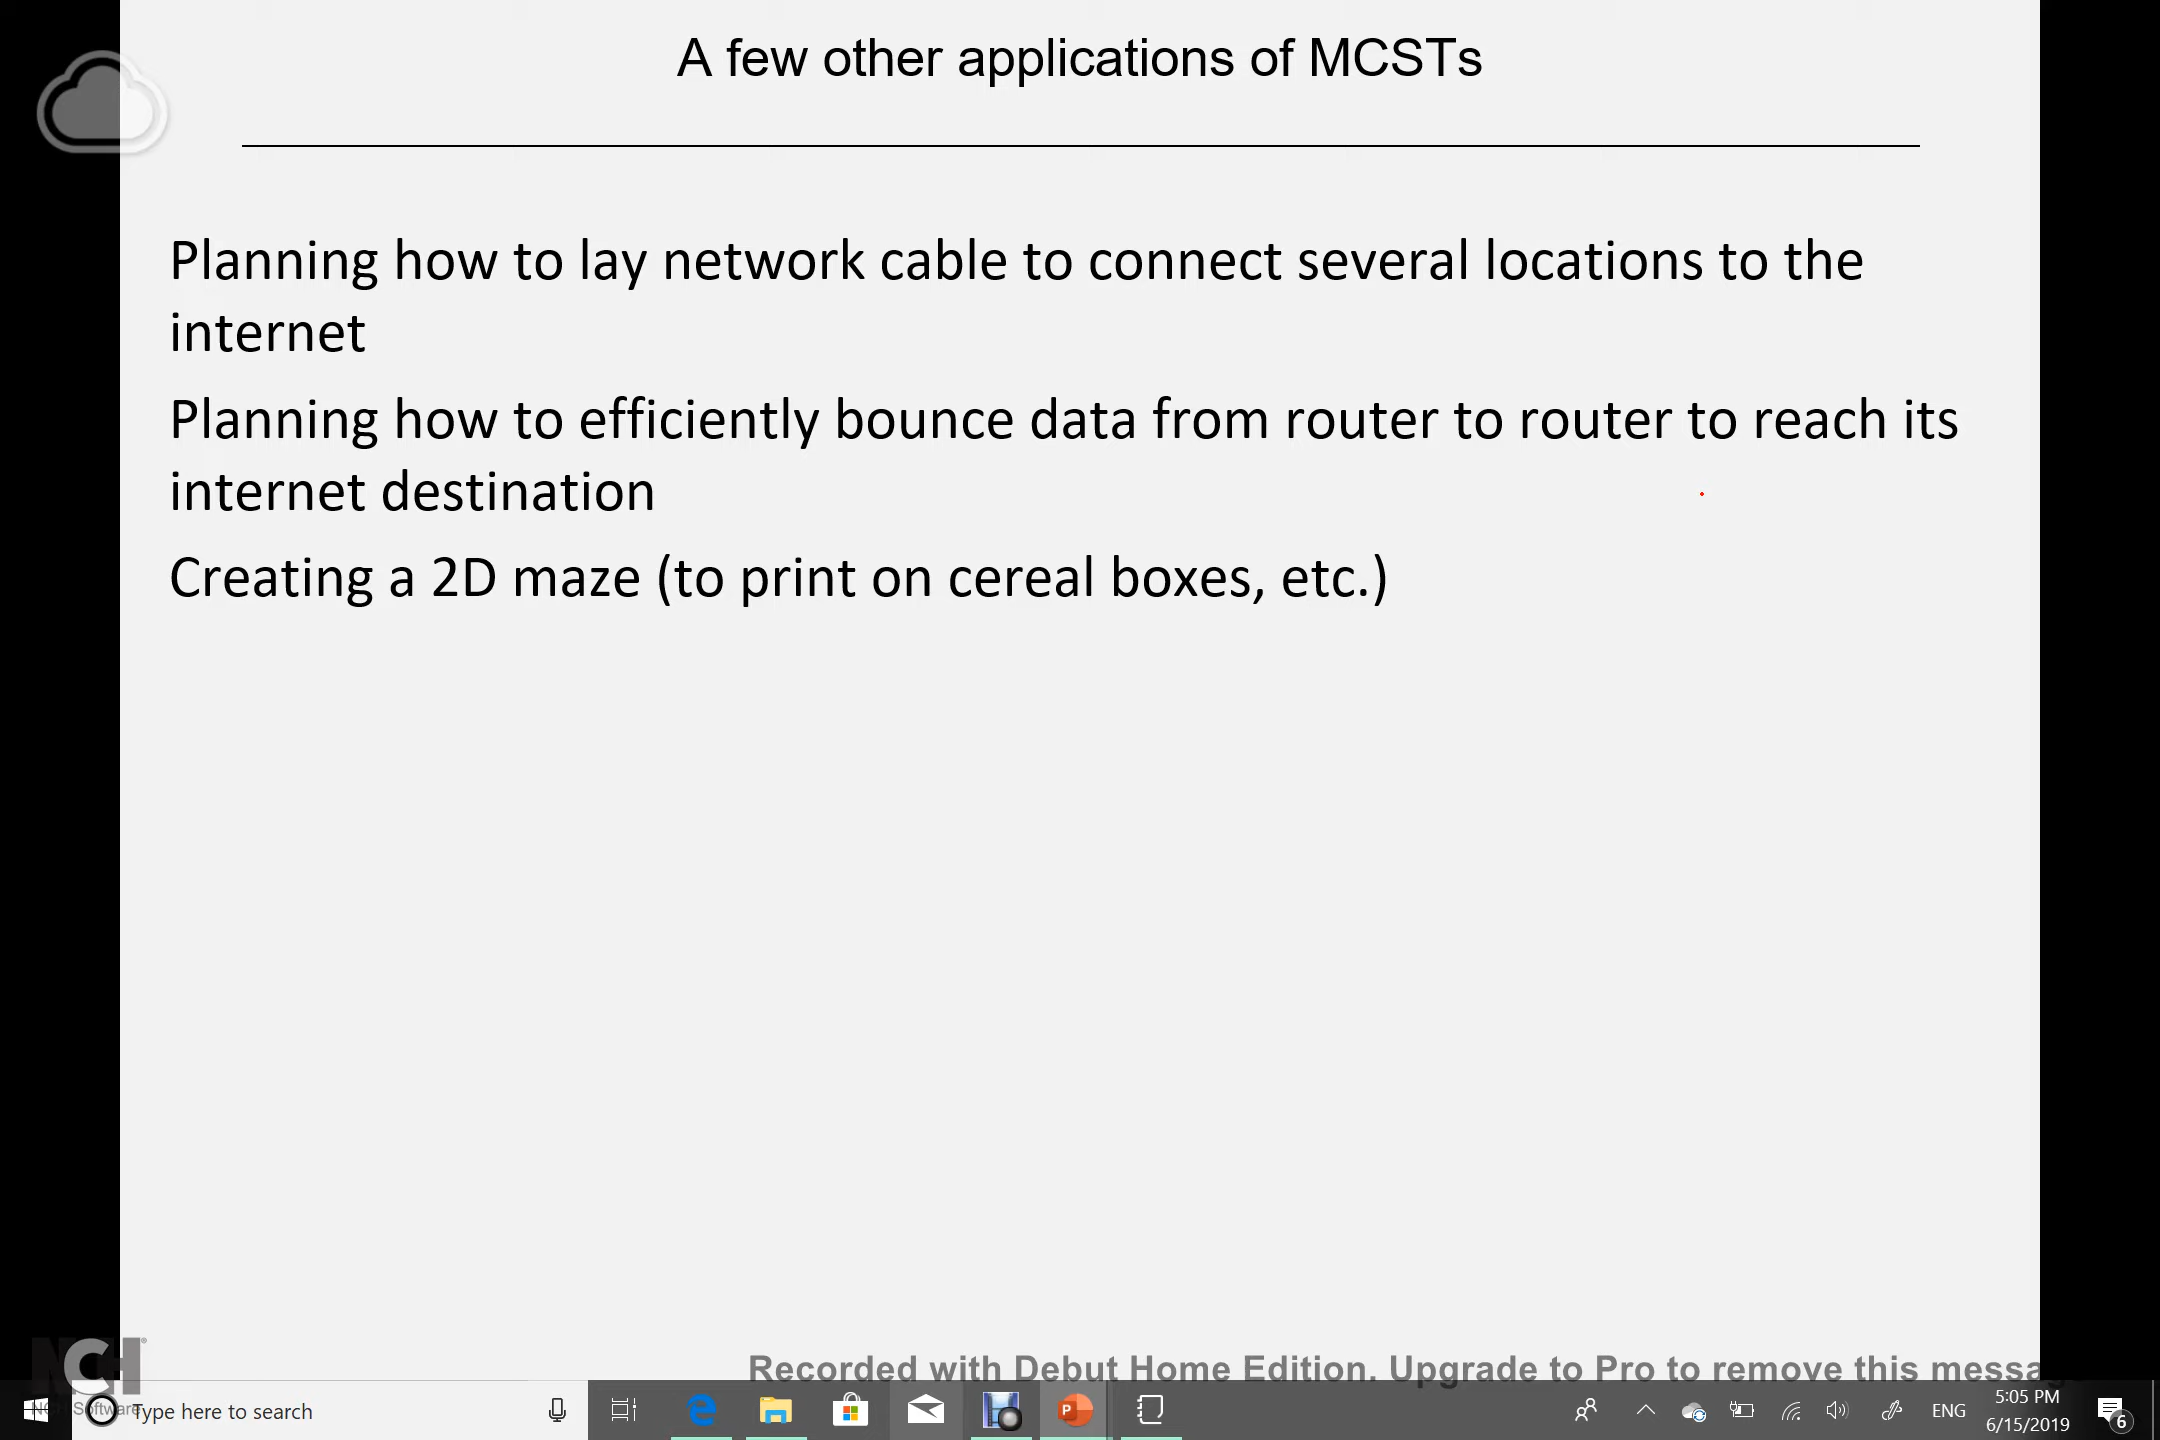 A few other applications of MCSTs
Planning how to lay network cable to connect several locations to the
internet
Planning how to efficiently bounce data from router to router to reach its
internet destination
Creating a 2D maze (to print on cereal boxes, etc.)
NCH
NCH Software
Recorded with Debut Home Edition. Upgrade to Pro to remove this messa
Type here to search
ENG
5:05 PM
6/15/2019
6